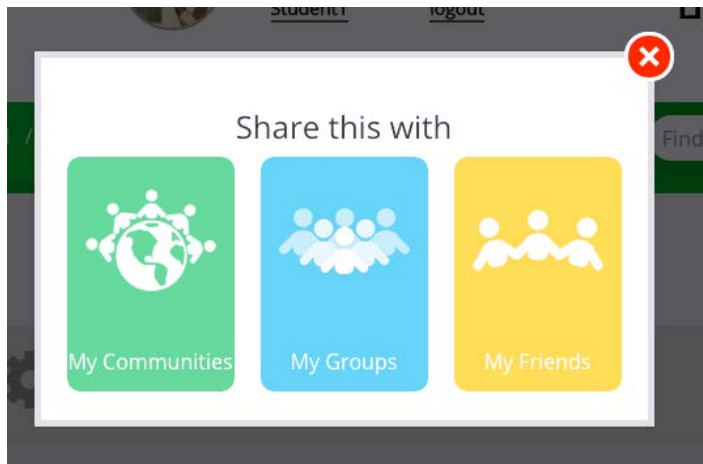 Student1
logout
/
Find
Share this with
My Communities
My Groups
My Friends